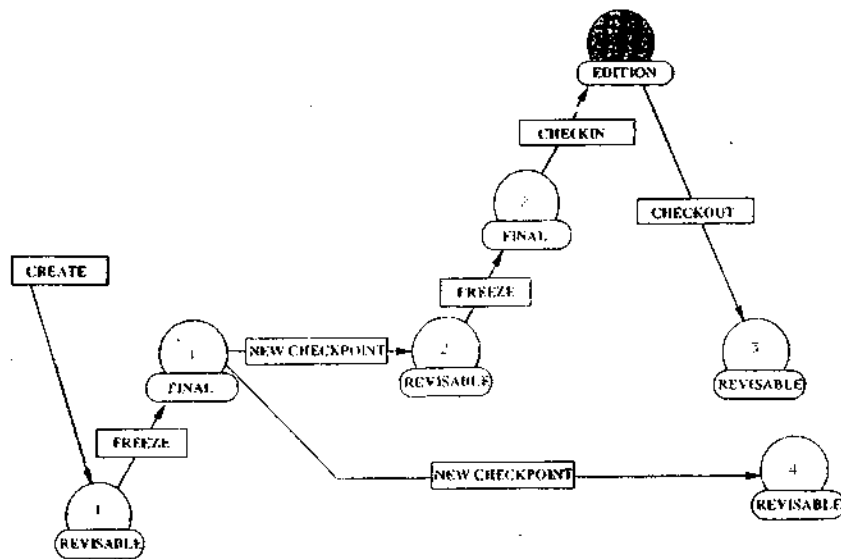 EDITION
CHECKIN
2
FINAL
CHECKOUT
CREATE
FREEZE
1
FINAL
NEW CHECKPOINT
2
REVISABLE
3
REVISABLE
FREEZE
NEW CHECKPOINT
4
REVISABLE
1
REVISABLE